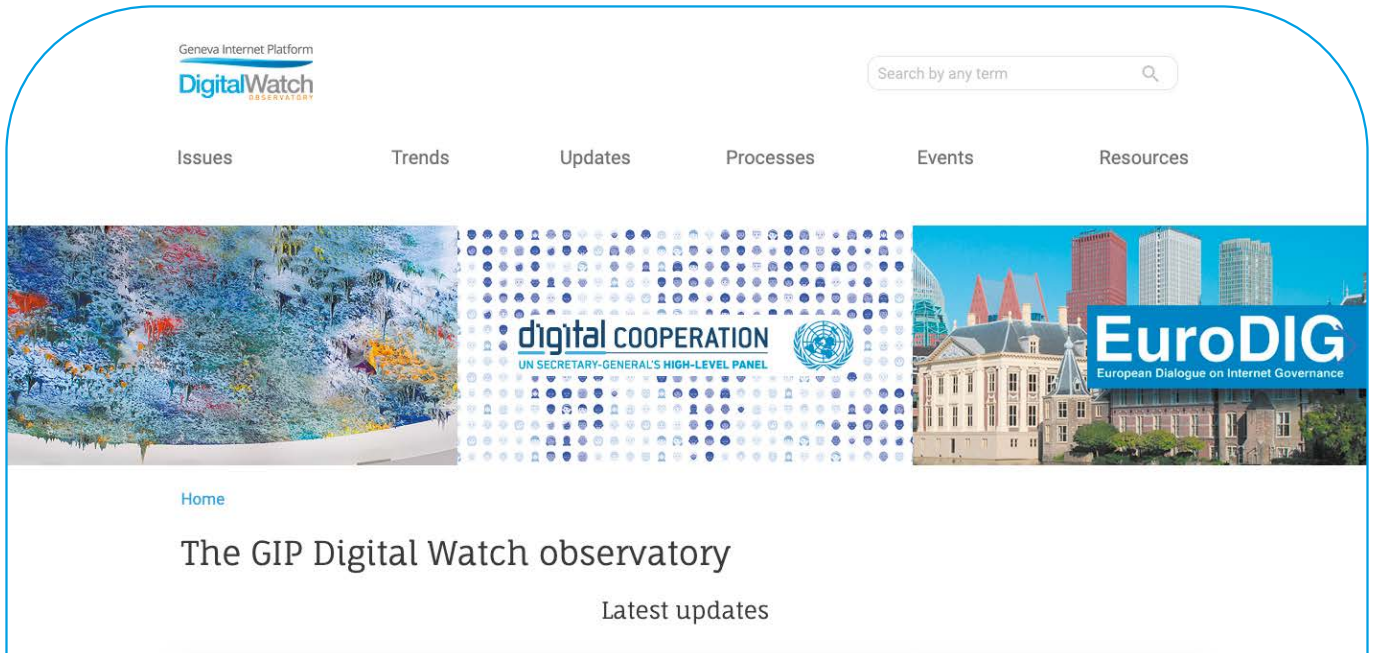 Geneva Internet Platform
DigitalWatch
OBSERVATORY
Search by any term
Issues Trends Updates Processes Events Resources
digital COOPERATION
UN SECRETARY-GENERAL'S HIGH-LEVEL PANEL
EuroDIG
European Dialogue on Internet Governance
Home
The GIP Digital Watch observatory
Latest updates